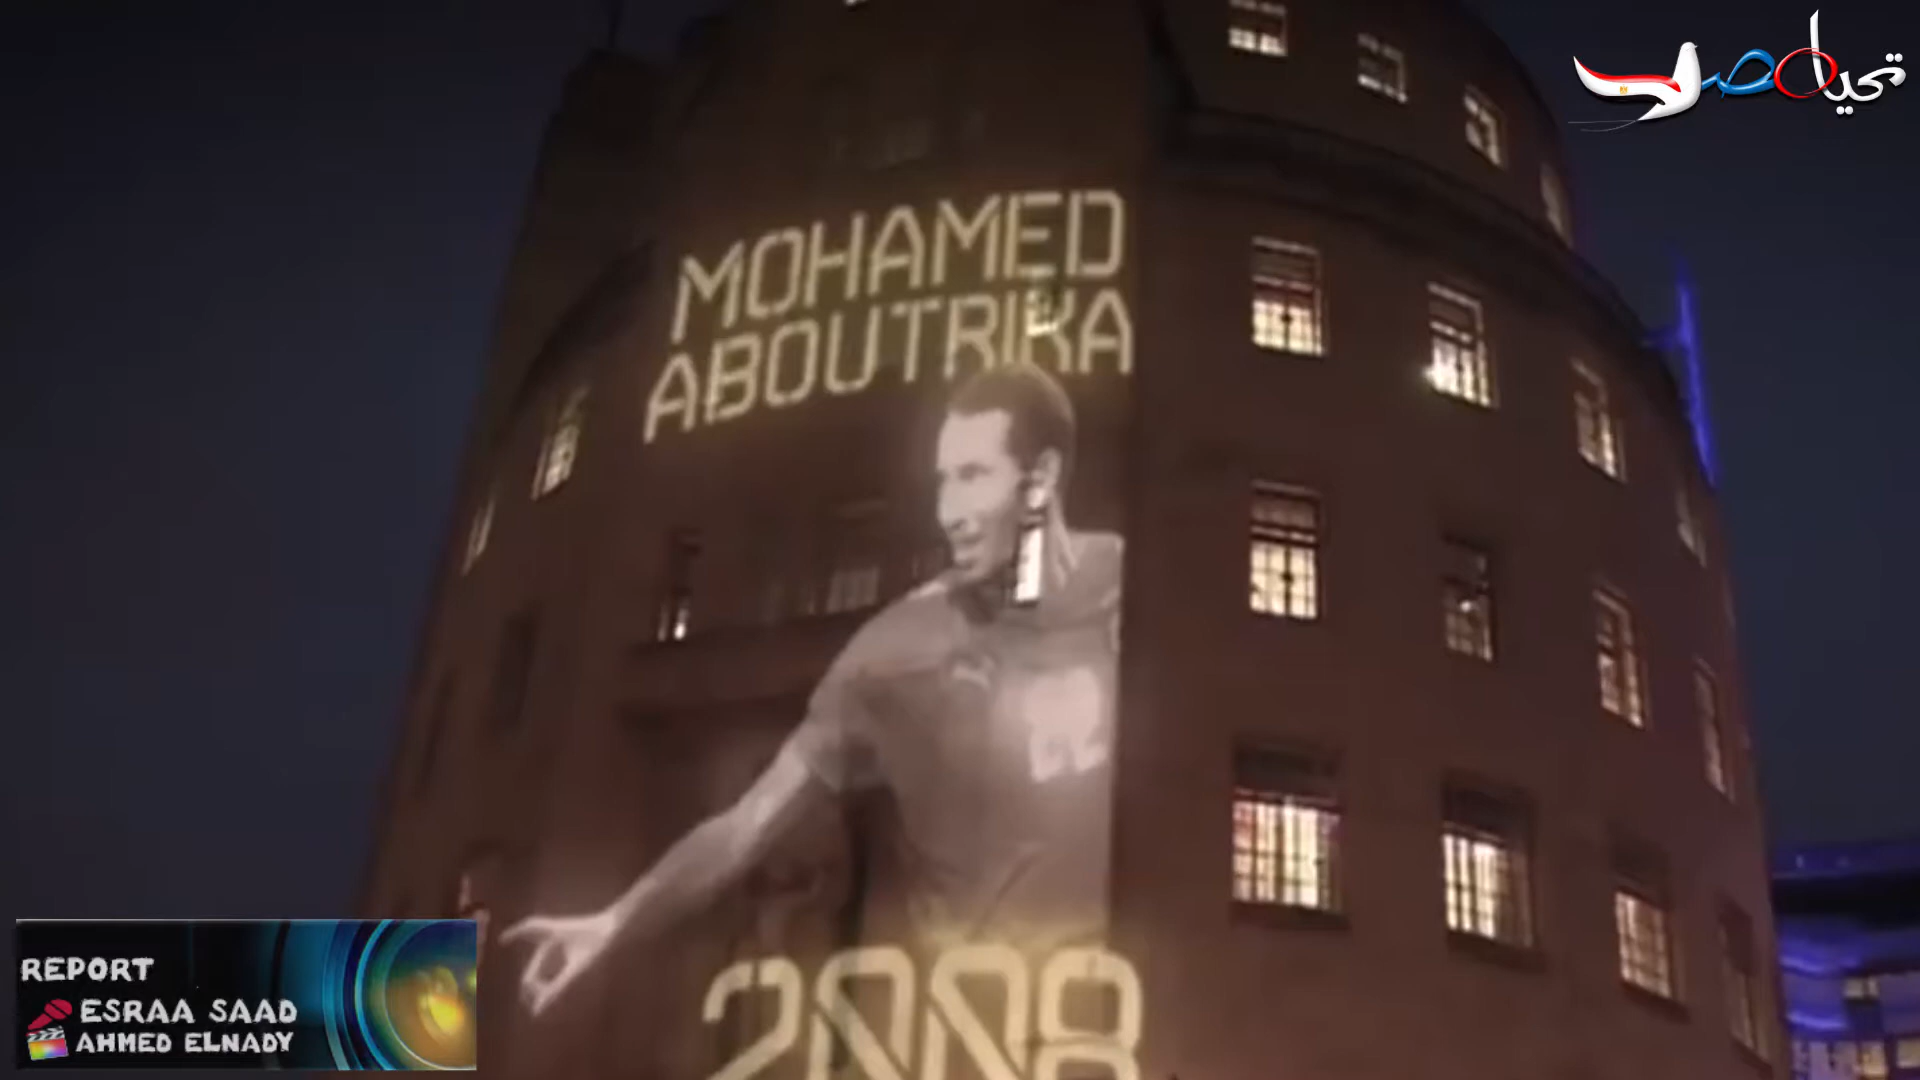 تحيا مصر
MOHAMED
ABOUTRIKA
2008
REPORT
ESRAA SAAD
AHMED ELNADY